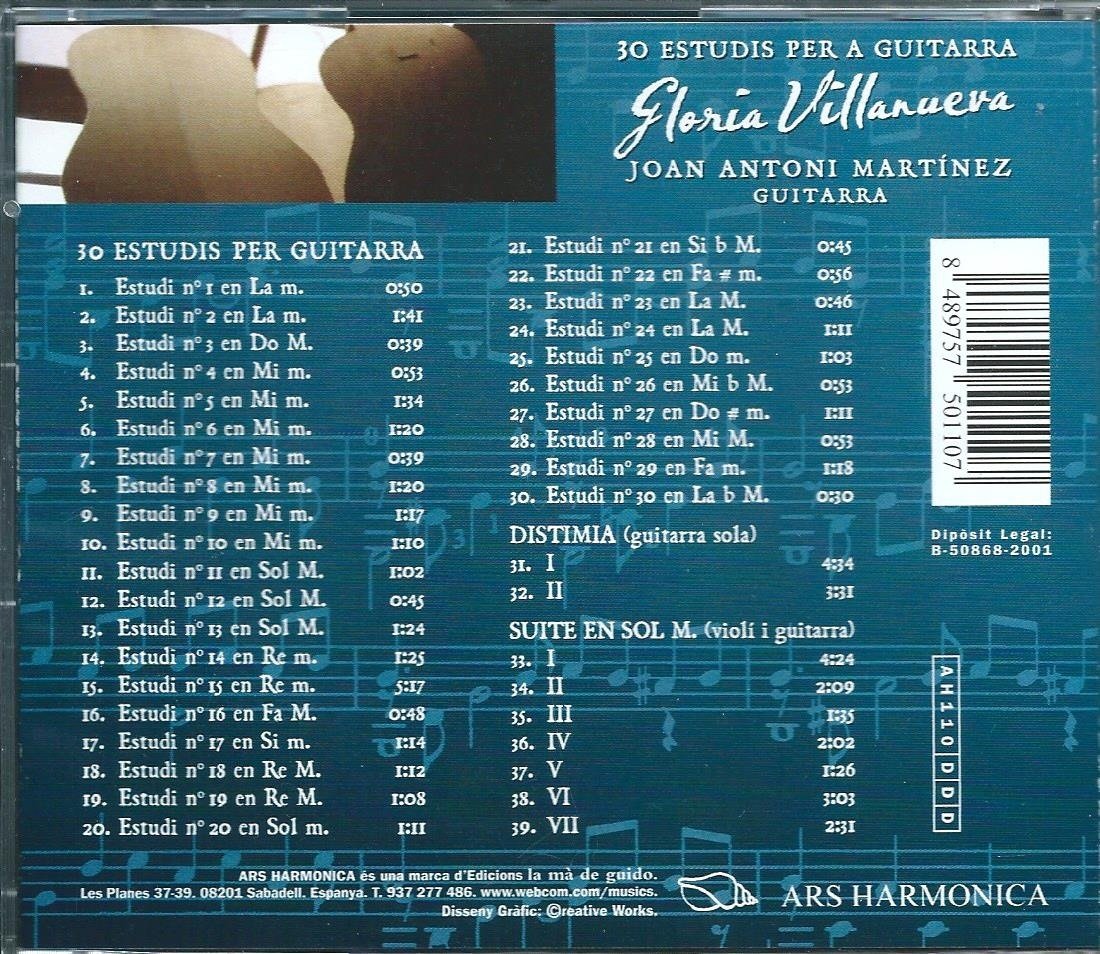 30 ESTUDIS PER A GUITARRA
Gloria Villanueva
JOAN ANTONI MARTÍNEZ
GUITARRA
30 ESTUDIS PER GUITARRA
1. Estudi nº 1 en La m. 0:50
2. Estudi nº 2 en La m. 1:41
3. Estudi nº 3 en Do M. 0:39
4. Estudi nº 4 en Mi m. 0:53
5. Estudi nº 5 en Mi m. 1:34
6. Estudi nº 6 en Mi m. 1:20
7. Estudi nº 7 en Mi m. 0:39
8. Estudi nº 8 en Mi m. 1:20
9. Estudi nº 9 en Mi m. 1:17
10. Estudi nº 10 en Mi m. 1:10
11. Estudi nº 11 en Sol M. 1:02
12. Estudi nº 12 en Sol M. 0:45
13. Estudi nº 13 en Sol M. 1:24
14. Estudi nº 14 en Re m. 1:25
15. Estudi nº 15 en Re m. 5:17
16. Estudi nº 16 en Fa M. 0:48
17. Estudi nº 17 en Si m. 1:14
18. Estudi nº 18 en Re M. 1:12
19. Estudi nº 19 en Re M. 1:08
20. Estudi nº 20 en Sol m. 1:11
21. Estudi nº 21 en Si b M. 0:45
22. Estudi nº 22 en Fa # m. 0:56
23. Estudi nº 23 en La M. 0:46
24. Estudi nº 24 en La M. 1:11
25. Estudi nº 25 en Do m. 1:03
26. Estudi nº 26 en Mi b M. 0:53
27. Estudi nº 27 en Do # m. 1:11
28. Estudi nº 28 en Mi M. 0:53
29. Estudi nº 29 en Fa m. 1:18
30. Estudi nº 30 en La b M. 0:30
DISTIMIA (guitarra sola)
31. I 4:34
32. II 3:31
SUITE EN SOL M. (violí i guitarra)
33. I 4:24
34. II 2:09
35. III 1:35
36. IV 2:02
37. V 1:26
38. VI 3:03
39. VII 2:31
8 489757 501107
Dipòsit Legal:
B-50868-2001
AH110 DDD
ARS HARMONICA és una marca d'Edicions la mà de guido.
Les Planes 37-39. 08201 Sabadell. Espanya. T. 937 277 486. www.webcom.com/musics.
Disseny Gràfic: ©reative Works.
ARS HARMONICA